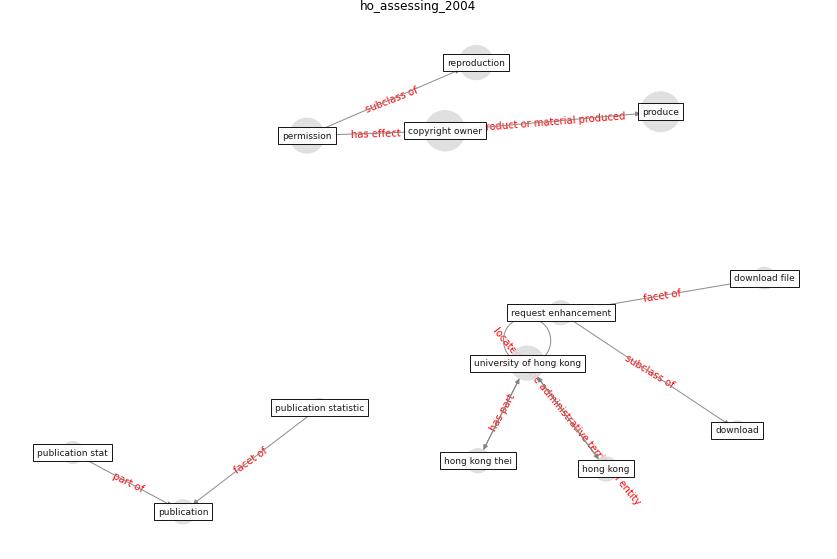 ho_assessing_2004
reproduction
subclass of
produce
permission
has effect
copyright owner
roduct or material produced
download file
facet of
request enhancement
locate
university of hong kong
subclass of
has part
administrative ter
entity
publication statistic
download
publication stat
facet of
hong kong thei
hong kong
part of
publication